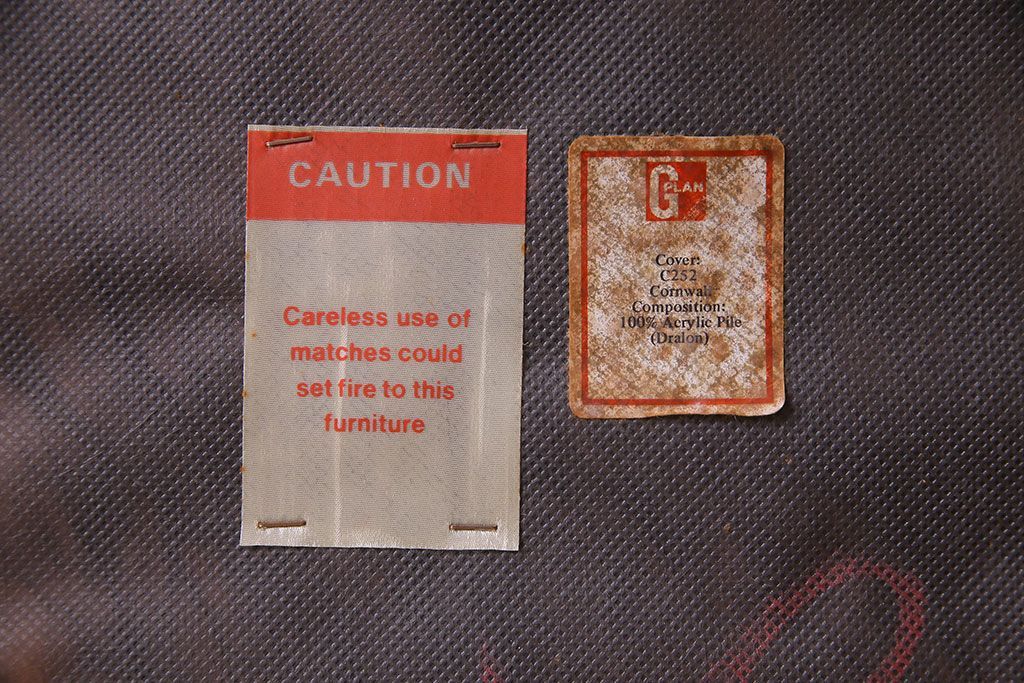 CAUTION
Careless use of
matches could
set fire to this
furniture
G PLAN
Cover:
C252
Cornwall
Composition:
100% Acrylic Pile
(Dralon)